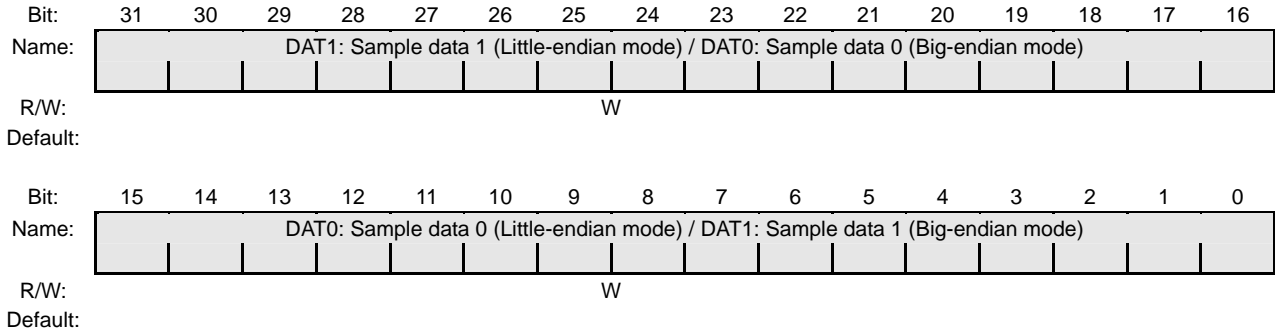 Bit: 31 30 29 28 27 26 25 24 23 22 21 20 19 18 17 16
Name: DAT1: Sample data 1 (Little-endian mode) / DAT0: Sample data 0 (Big-endian mode)
R/W: W
Default:
Bit: 15 14 13 12 11 10 9 8 7 6 5 4 3 2 1 0
Name: DAT0: Sample data 0 (Little-endian mode) / DAT1: Sample data 1 (Big-endian mode)
R/W: W
Default: